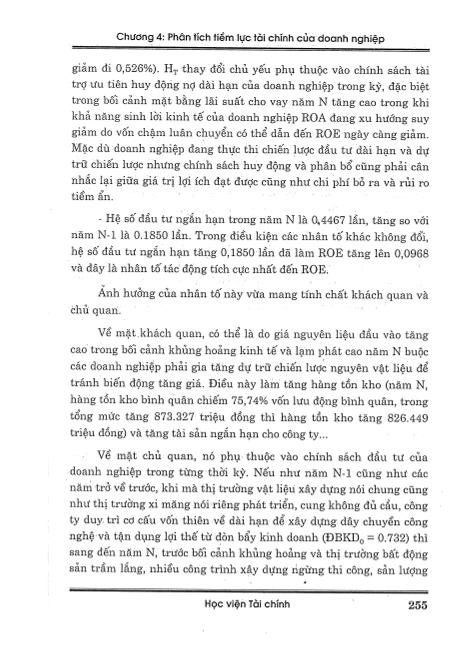 Chương 4: Phân tích tiềm lực tài chính của doanh nghiệp
giảm đi 0,526%). H_T thay đổi chủ yếu phụ thuộc vào chính sách tài
trợ ưu tiên huy động nợ dài hạn của doanh nghiệp trong kỳ, đặc biệt
trong bối cảnh mặt bằng lãi suất cho vay năm N tăng cao trong khi
khả năng sinh lời kinh tế của doanh nghiệp ROA đang xu hướng suy
giảm do vốn chậm luân chuyển có thể dẫn đến ROE ngày càng giảm.
Mặc dù doanh nghiệp đang thực thi chiến lược đầu tư dài hạn và dự
trữ chiến lược nhưng chính sách huy động và phân bổ cũng phải cân
nhắc lại giữa giá trị lợi ích đạt được cũng như chi phí bỏ ra và rủi ro
tiềm ẩn.
- Hệ số đầu tư ngắn hạn trong năm N là 0,4467 lần, tăng so với
năm N-1 là 0.1850 lần. Trong điều kiện các nhân tố khác không đổi,
hệ số đầu tư ngắn hạn tăng 0,1850 lần đã làm ROE tăng lên 0,0968
và đây là nhân tố tác động tích cực nhất đến ROE.
Ảnh hưởng của nhân tố này vừa mang tính chất khách quan và
chủ quan.
Về mặt khách quan, có thể là do giá nguyên liệu đầu vào tăng
cao trong bối cảnh khủng hoảng kinh tế và lạm phát cao năm N buộc
các doanh nghiệp phải gia tăng dự trữ chiến lược nguyên vật liệu để
tránh biến động tăng giá. Điều này làm tăng hàng tồn kho (năm N,
hàng tồn kho bình quân chiếm 75,74% vốn lưu động bình quân, trong
tổng mức tăng 873.327 triệu đồng thì hàng tồn kho tăng 826.449
triệu đồng) và tăng tài sản ngắn hạn cho công ty...
Về mặt chủ quan, nó phụ thuộc vào chính sách đầu tư của
doanh nghiệp trong từng thời kỳ. Nếu như năm N-1 cũng như các
năm trở về trước, khi mà thị trường vật liệu xây dựng nói chung cũng
như thị trường xi măng nói riêng phát triển, cung không đủ cầu, công
ty duy trì cơ cấu vốn thiên về dài hạn để xây dựng dây chuyền công
nghệ và tận dụng lợi thế từ đòn bẩy kinh doanh (ĐBKD₀ = 0.732) thì
sang đến năm N, trước bối cảnh khủng hoảng và thị trường bất động
sản trầm lắng, nhiều công trình xây dựng ngừng thi công, sản lượng
Học viện Tài chính 255